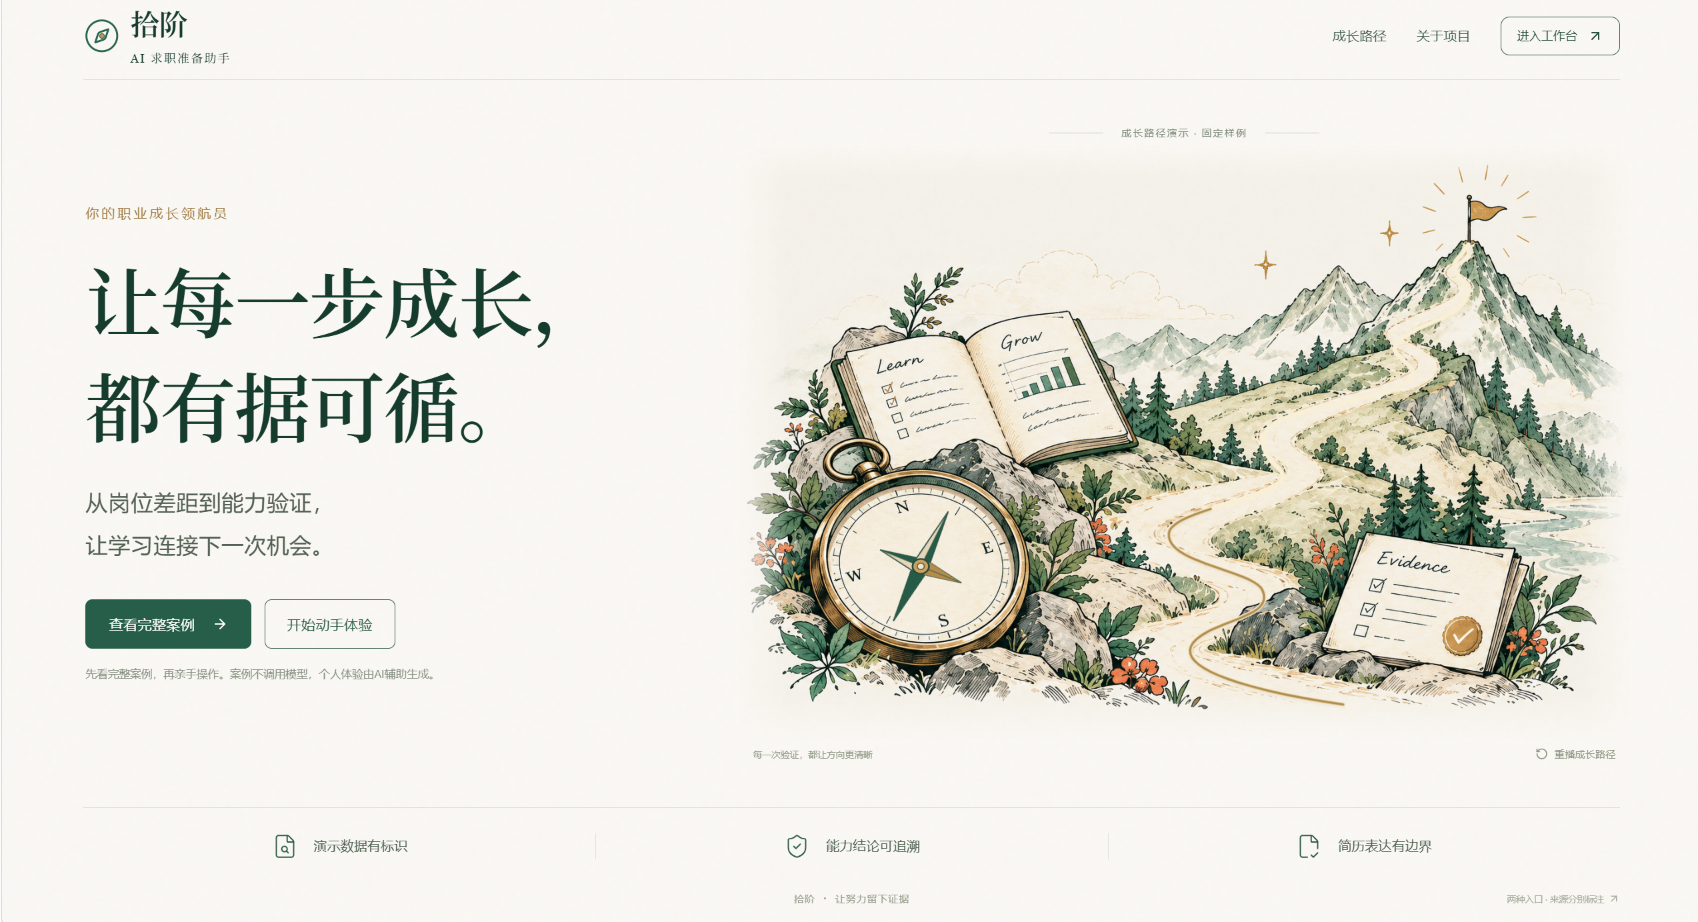 拾阶
AI 求职准备助手
成长路径
关于项目
进入工作台
成长路径演示 · 固定样例
你的职业成长领航员
让每一步成长，
都有据可循。
从岗位差距到能力验证，
让学习连接下一次机会。
查看完整案例
开始动手体验
先看完整案例，再亲手操作。案例不调用模型，个人体验由AI辅助生成。
Learn
Grow
N
E
S
W
Evidence
每一次验证，都让方向更清晰
重播成长路径
演示数据有标识
能力结论可追溯
简历表达有边界
拾阶 · 让努力留下证据
两种入口 · 来源分别标注